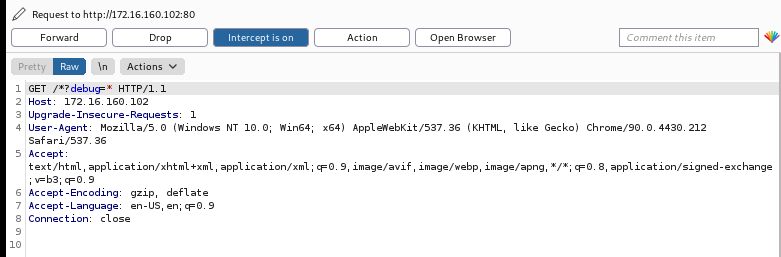 Request to http://172.16.160.102:80
Forward Drop Intercept is on Action Open Browser Comment this item
Pretty Raw \n Actions
1 GET /*?debug=* HTTP/1.1
2 Host: 172.16.160.102
3 Upgrade-Insecure-Requests: 1
4 User-Agent: Mozilla/5.0 (Windows NT 10.0; Win64; x64) AppleWebKit/537.36 (KHTML, like Gecko) Chrome/90.0.4430.212
Safari/537.36
5 Accept:
text/html,application/xhtml+xml,application/xml;q=0.9,image/avif,image/webp,image/apng,*/*;q=0.8,application/signed-exchange
;v=b3;q=0.9
6 Accept-Encoding: gzip, deflate
7 Accept-Language: en-US,en;q=0.9
8 Connection: close
9
10